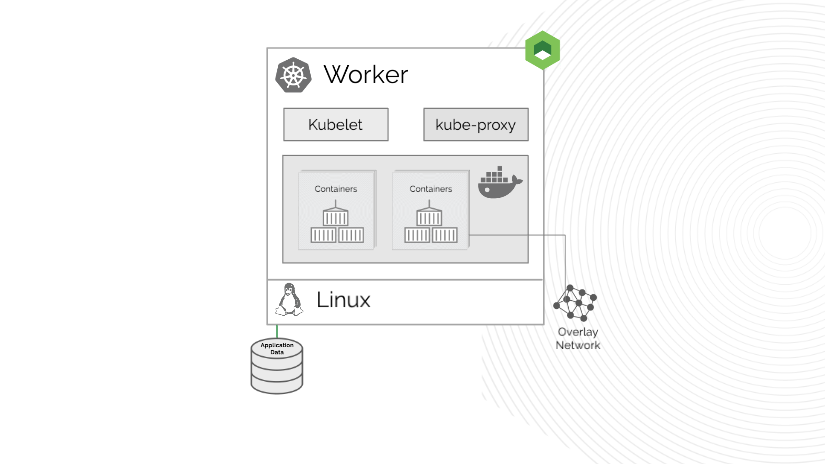 Worker
Kubelet
kube-proxy
Containers
Containers
Linux
Application
Data
Overlay
Network